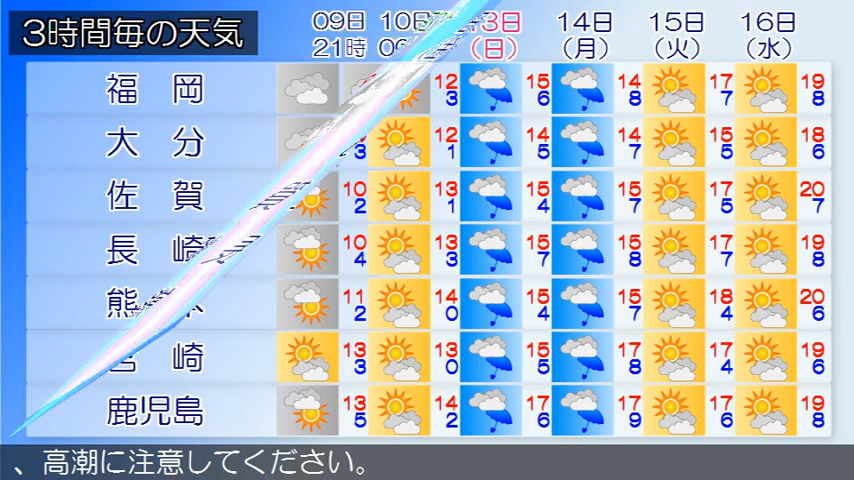 3時間毎の天気
09日 10日 3日 14日 15日 16日
21時 06 (日) (月) (火) (水)
福岡 12 3 15 6 14 8 17 7 19 8
大分 3 12 1 14 5 14 7 15 5 18 6
佐賀 10 2 13 1 15 4 15 7 17 5 20 7
長崎 10 4 13 3 15 7 15 8 17 7 19 8
熊 11 2 14 0 15 4 15 7 18 4 20 6
崎 13 3 13 0 15 5 17 8 17 4 19 6
鹿児島 13 5 14 2 17 6 17 9 17 6 19 8
、高潮に注意してください。